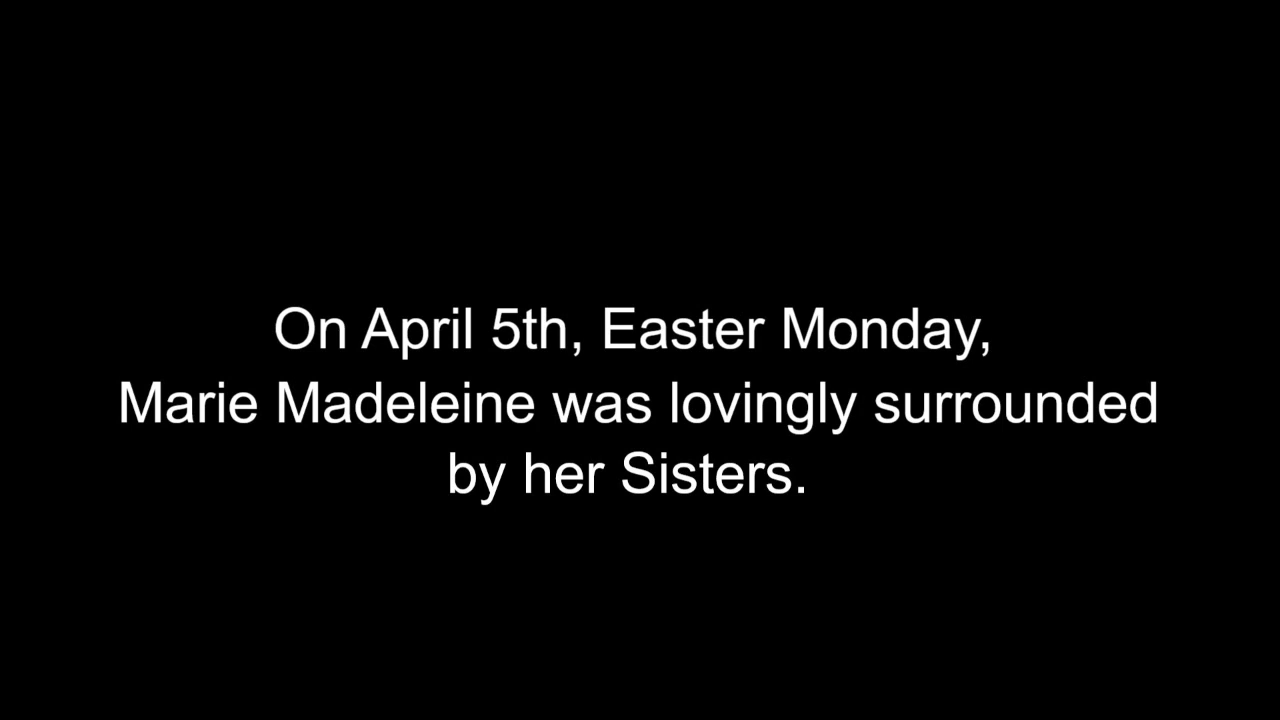 On April 5th, Easter Monday,
Marie Madeleine was lovingly surrounded
by her Sisters.